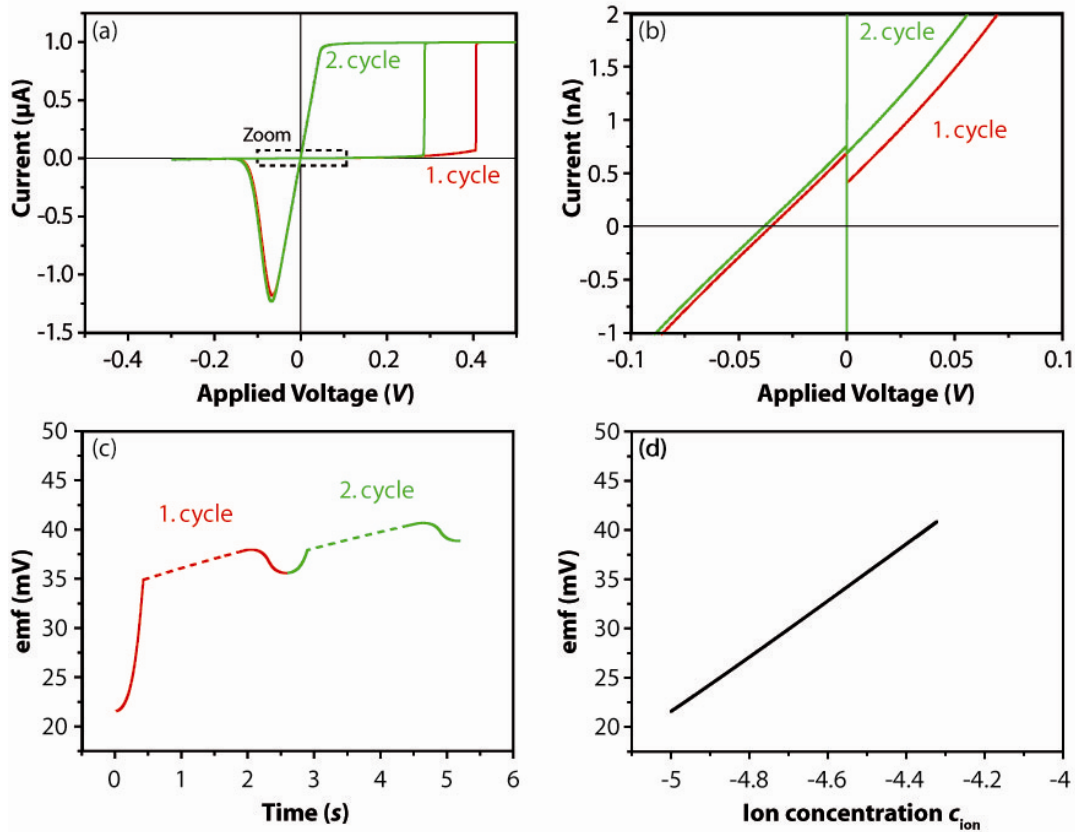 (a)
1.0
0.5
0.0
-0.5
-1.0
-1.5
Current (µA)
2. cycle
Zoom
1. cycle
-0.4 -0.2 0 0.2 0.4
Applied Voltage (V)
(b)
2
1.5
1
0.5
0
-0.5
-1
Current (nA)
2. cycle
1. cycle
-0.1 -0.05 0 0.05 0.1
Applied Voltage (V)
(c)
50
45
40
35
30
25
20
emf (mV)
1. cycle
2. cycle
0 1 2 3 4 5 6
Time (s)
(d)
50
45
40
35
30
25
20
emf (mV)
-5 -4.8 -4.6 -4.4 -4.2 -4
Ion concentration cion